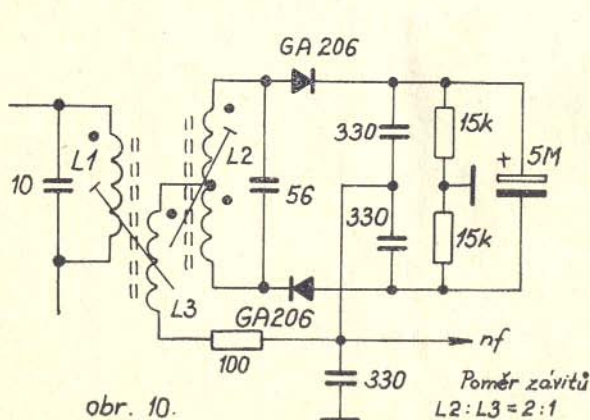 GA 206
L1
L2
10
56
330
15k
+
5M
330
15k
L3
GA206
100
nf
330
Poměr závitů
L2:L3=2:1
obr. 10.